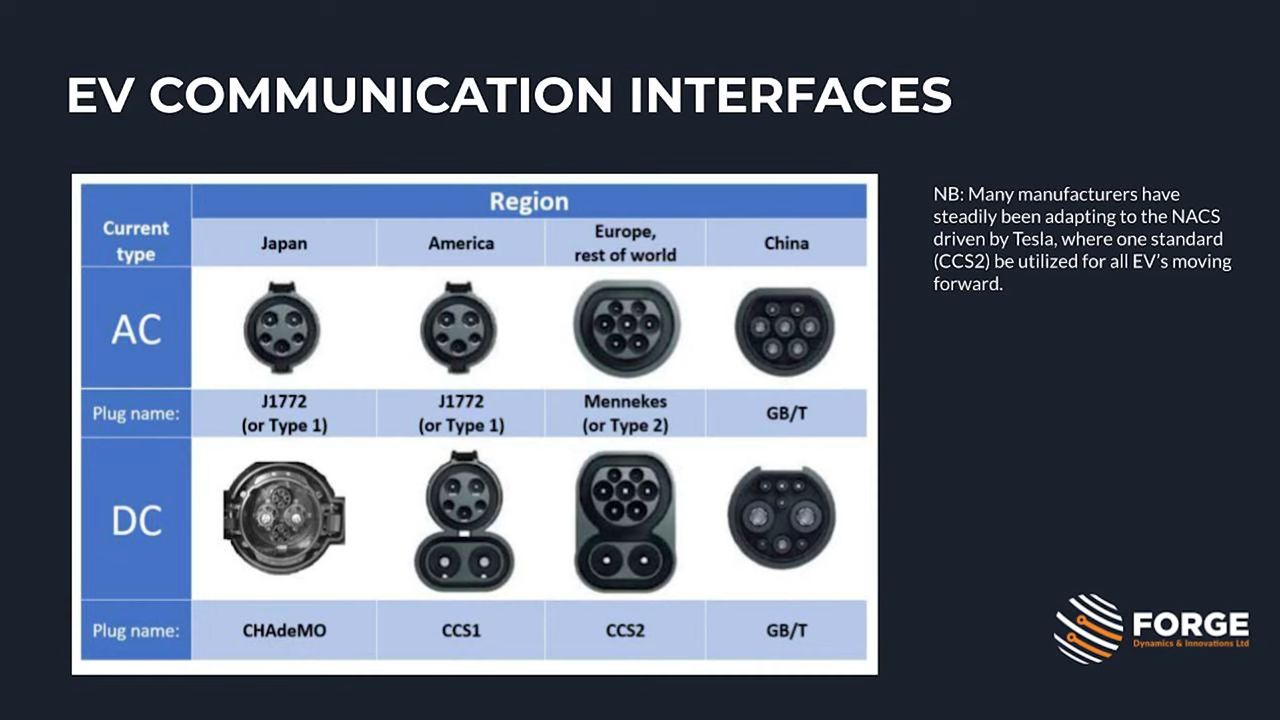 EV COMMUNICATION INTERFACES
Current
type
Region
Japan
America
Europe,
rest of world
China
AC
Plug name:
J1772
(or Type 1)
J1772
(or Type 1)
Mennekes
(or Type 2)
GB/T
DC
Plug name:
CHAdeMO
CCS1
CCS2
GB/T
NB: Many manufacturers have
steadily been adapting to the NACS
driven by Tesla, where one standard
(CCS2) be utilized for all EV’s moving
forward.
FORGE
Dynamics & Innovations Ltd